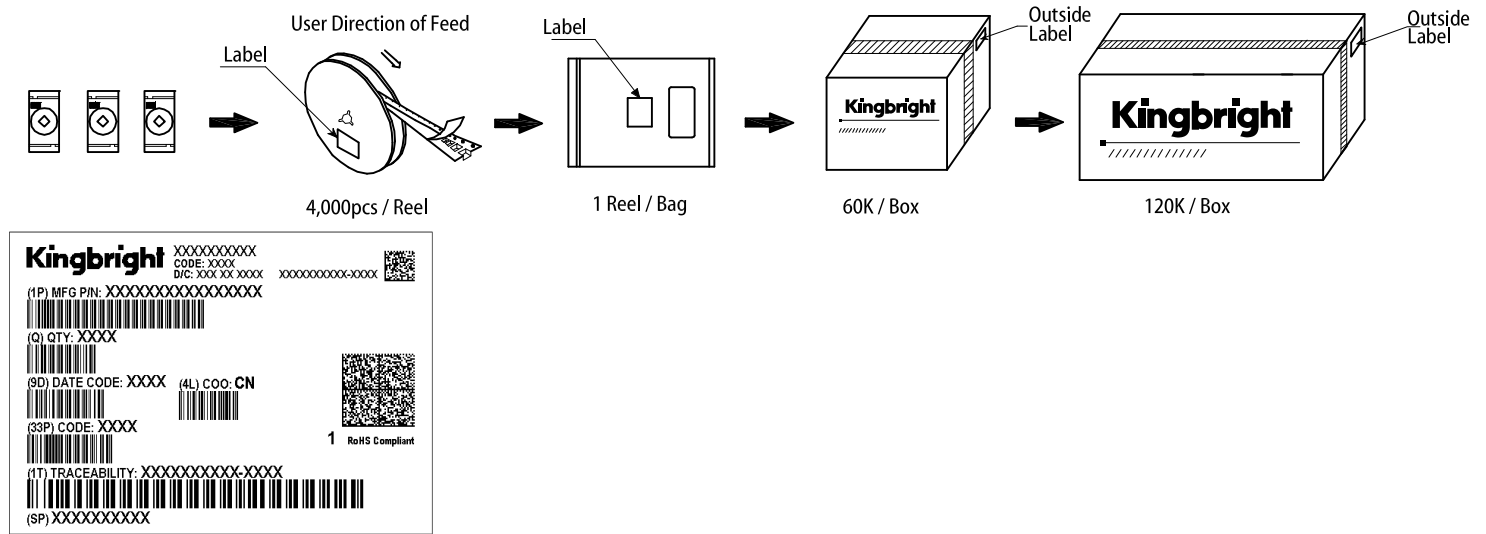 User Direction of Feed
Label
Label
Outside
Label
Outside
Label
Kingbright
Kingbright
4,000pcs / Reel
1 Reel / Bag
60K / Box
120K / Box
Kingbright
XXXXXXXXXX
CODE: XXXX
D/C: XXX XX XXXX XXXXXXXXXX-XXXX
(1P) MFG P/N: XXXXXXXXXXXXXXXX
(Q) QTY: XXXX
(9D) DATE CODE: XXXX (4L) COO: CN
(33P) CODE: XXXX
1 RoHS Compliant
(1T) TRACEABILITY: XXXXXXXXXX-XXXX
(SP) XXXXXXXXXX